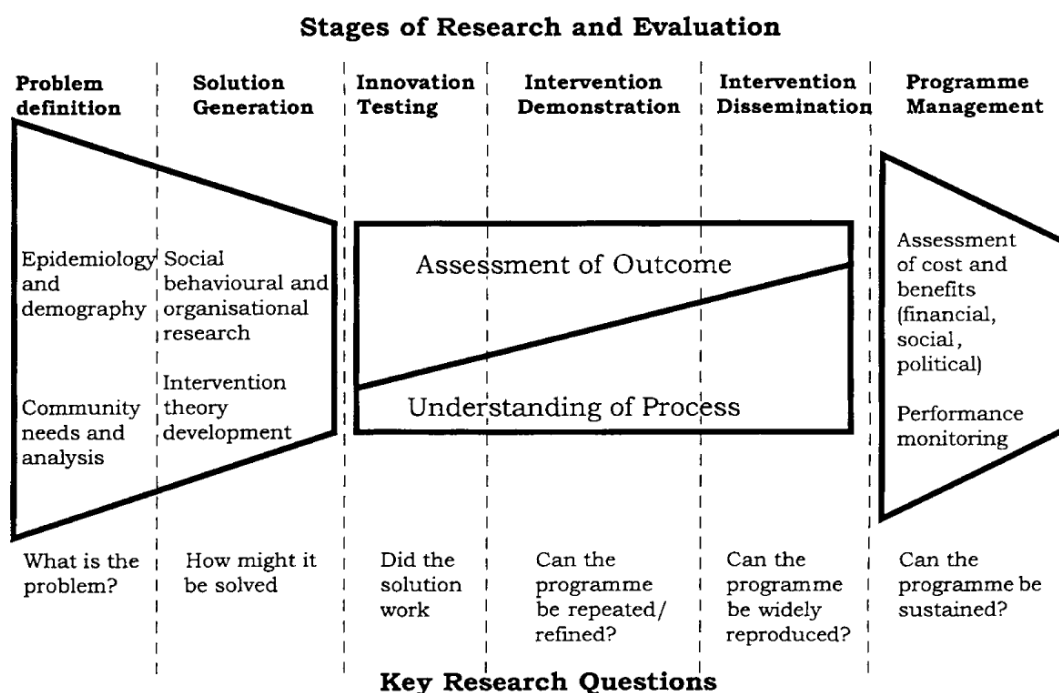 Stages of Research and Evaluation
Problem
definition
Solution
Generation
Innovation
Testing
Intervention
Demonstration
Intervention
Dissemination
Programme
Management
Epidemiology
and
demography
Community
needs and
analysis
Social
behavioural and
organisational
research
Intervention
theory
development
Assessment of Outcome
Understanding of Process
Assessment
of cost and
benefits
(financial,
social,
political)
Performance
monitoring
What is the
problem?
How might it
be solved
Did the
solution
work
Can the
programme
be repeated/
refined?
Can the
programme
be widely
reproduced?
Can the
programme be
sustained?
Key Research Questions